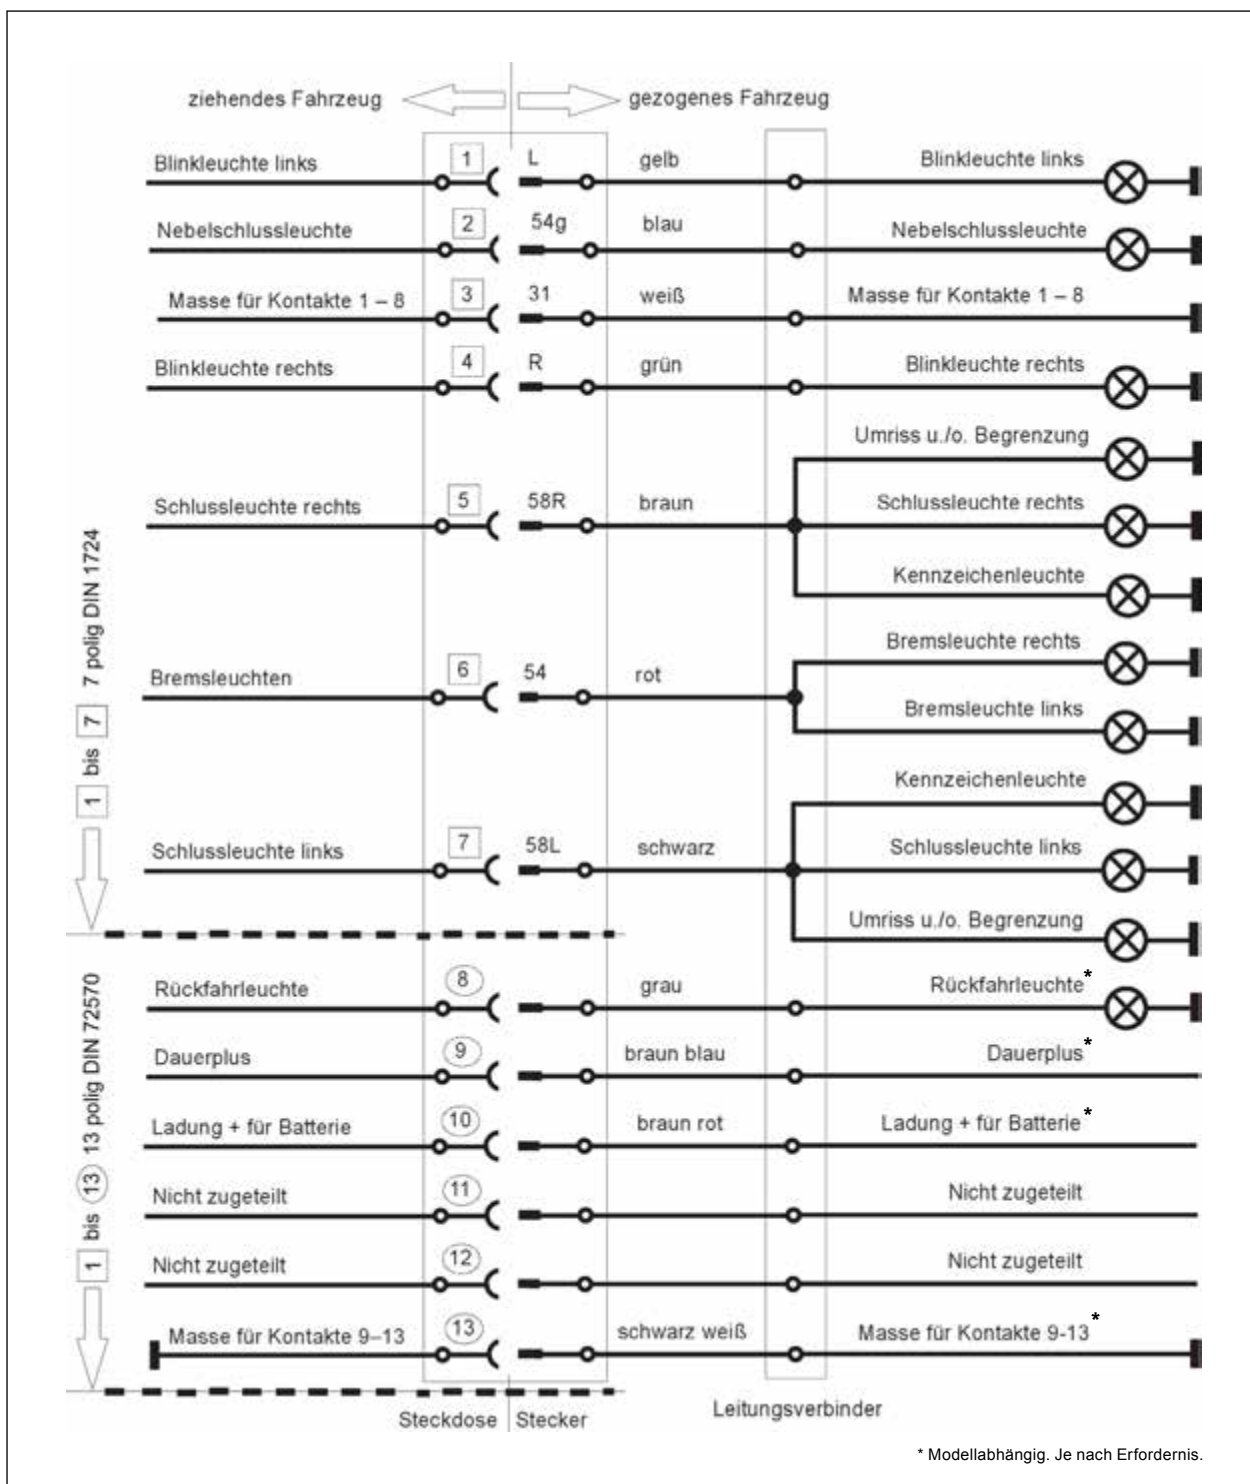 ziehendes Fahrzeug gezogenes Fahrzeug
Blinkleuchte links 1 L gelb Blinkleuchte links
Nebelschlussleuchte 2 54g blau Nebelschlussleuchte
Masse für Kontakte 1 – 8 3 31 weiß Masse für Kontakte 1 – 8
Blinkleuchte rechts 4 R grün Blinkleuchte rechts
Umriss u./o. Begrenzung
Schlussleuchte rechts 5 58R braun Schlussleuchte rechts
Kennzeichenleuchte
Bremsleuchte rechts
Bremsleuchten 6 54 rot
Bremsleuchte links
Kennzeichenleuchte
Schlussleuchte links 7 58L schwarz Schlussleuchte links
Umriss u./o. Begrenzung
1 bis 7 7 polig DIN 1724
Rückfahrleuchte 8 grau Rückfahrleuchte*
Dauerplus 9 braun blau Dauerplus*
Ladung + für Batterie 10 braun rot Ladung + für Batterie*
Nicht zugeteilt 11 Nicht zugeteilt
Nicht zugeteilt 12 Nicht zugeteilt
Masse für Kontakte 9–13 13 schwarz weiß Masse für Kontakte 9-13*
1 bis 13 13 polig DIN 72570
Steckdose Stecker Leitungsverbinder
* Modellabhängig. Je nach Erfordernis.